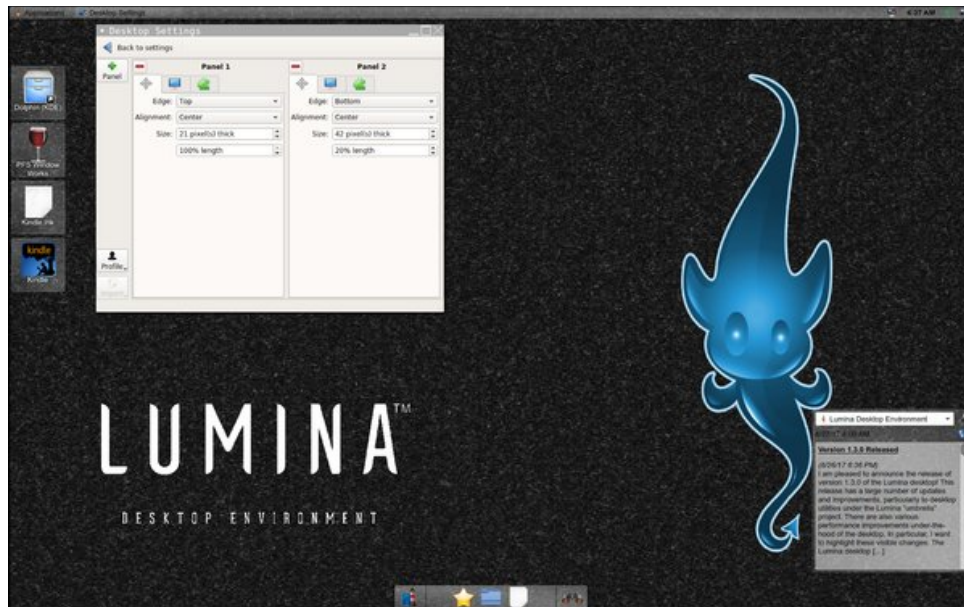 Applications
Desktop Settings
6:37 AM
Desktop Settings
Back to settings
Panel
Panel 1
Panel 2
Edge: Top
Edge: Bottom
Alignment: Center
Alignment: Center
Size: 21 pixel(s) thick
Size: 42 pixel(s) thick
100% length
20% length
Profile
Import
Dolphin (KDE)
PFS Window
Works
Kindle.lnk
kindle
Kindle
LUMINA™
DESKTOP ENVIRONMENT
Lumina Desktop Environment
Version 1.3.0 Released
(6/26/17 6:36 PM)
I am pleased to announce the release of
version 1.3.0 of the Lumina desktop! This
release has a large number of updates
and improvements, particularly to desktop
utilities under the Lumina "umbrella"
project. There are also various
performance improvements under-the-
hood of the desktop. In particular, I want
to highlight these visible changes: The
Lumina desktop [...]